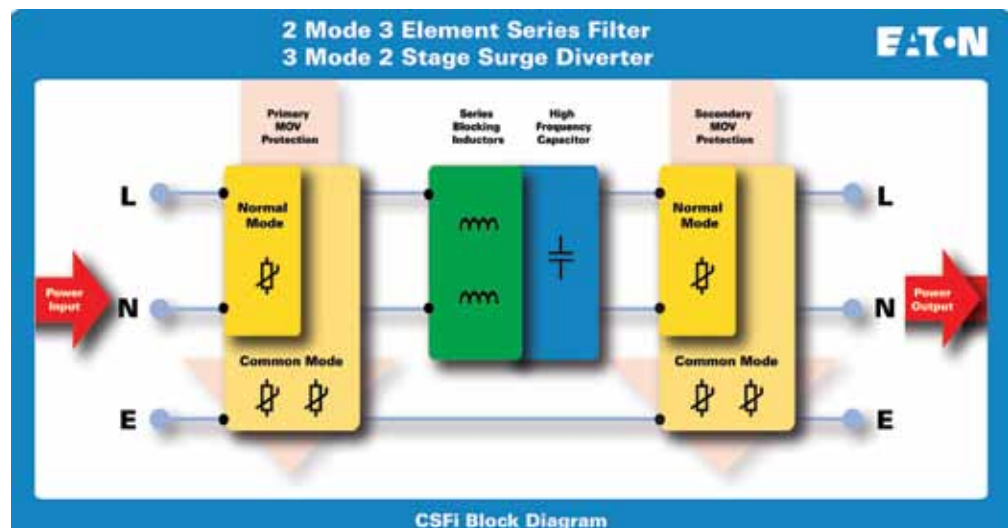 2 Mode 3 Element Series Filter
3 Mode 2 Stage Surge Diverter
EATON
Primary
MOV
Protection
Series
Blocking
Inductors
High
Frequency
Capacitor
Secondary
MOV
Protection
L
Normal
Mode
Normal
Mode
L
Power
Input
N
N
Power
Output
Common Mode
Common Mode
E
E
CSFi Block Diagram